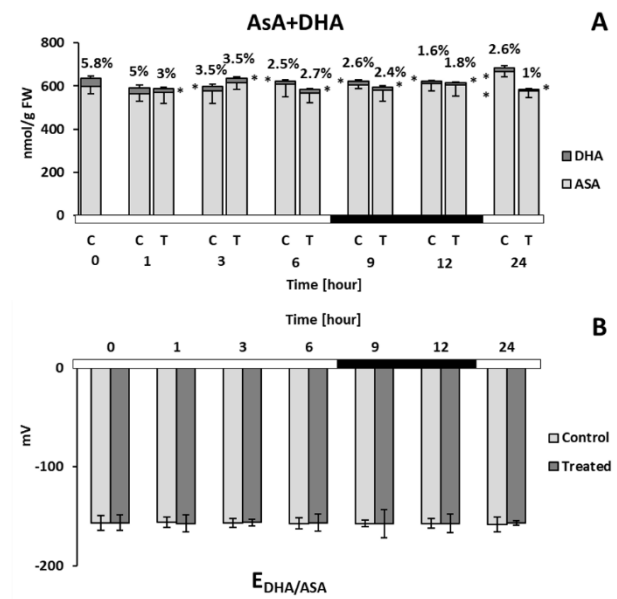 AsA+DHA
A
800
600
400
200
0
nmol/g FW
5.8%
5% 3%
3.5% 3.5%
2.5% 2.7%
2.6% 2.4%
1.6% 1.8%
2.6% 1%
* * * * * * * * * *
DHA
ASA
C C T C T C T C T C T C T
0 1 3 6 9 12 24
Time [hour]
B
Time [hour]
0 1 3 6 9 12 24
0
-100
-200
mV
Control
Treated
EDHA/ASA